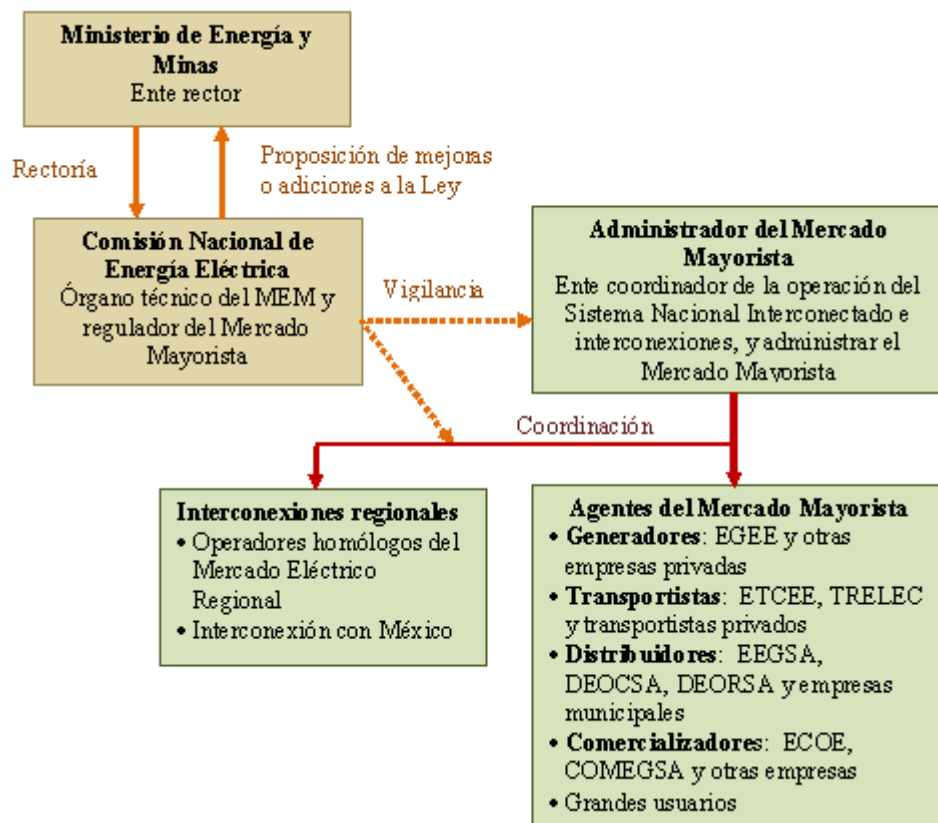 Ministerio de Energía y
Minas
Ente rector
Rectoría
Proposición de mejoras
o adiciones a la Ley
Comisión Nacional de
Energía Eléctrica
Órgano técnico del MEM y
regulador del Mercado
Mayorista
Vigilancia
Administrador del Mercado
Mayorista
Ente coordinador de la operación del
Sistema Nacional Interconectado e
interconexiones, y administrar el
Mercado Mayorista
Coordinación
Interconexiones regionales
• Operadores homólogos del
Mercado Eléctrico
Regional
• Interconexión con México
Agentes del Mercado Mayorista
• Generadores: EGEE y otras
empresas privadas
• Transportistas: ETCEE, TRELEC
y transportistas privados
• Distribuidores: EEGSA,
DEOCSA, DEORSA y empresas
municipales
• Comercializadores: ECOE,
COMEGSA y otras empresas
• Grandes usuarios